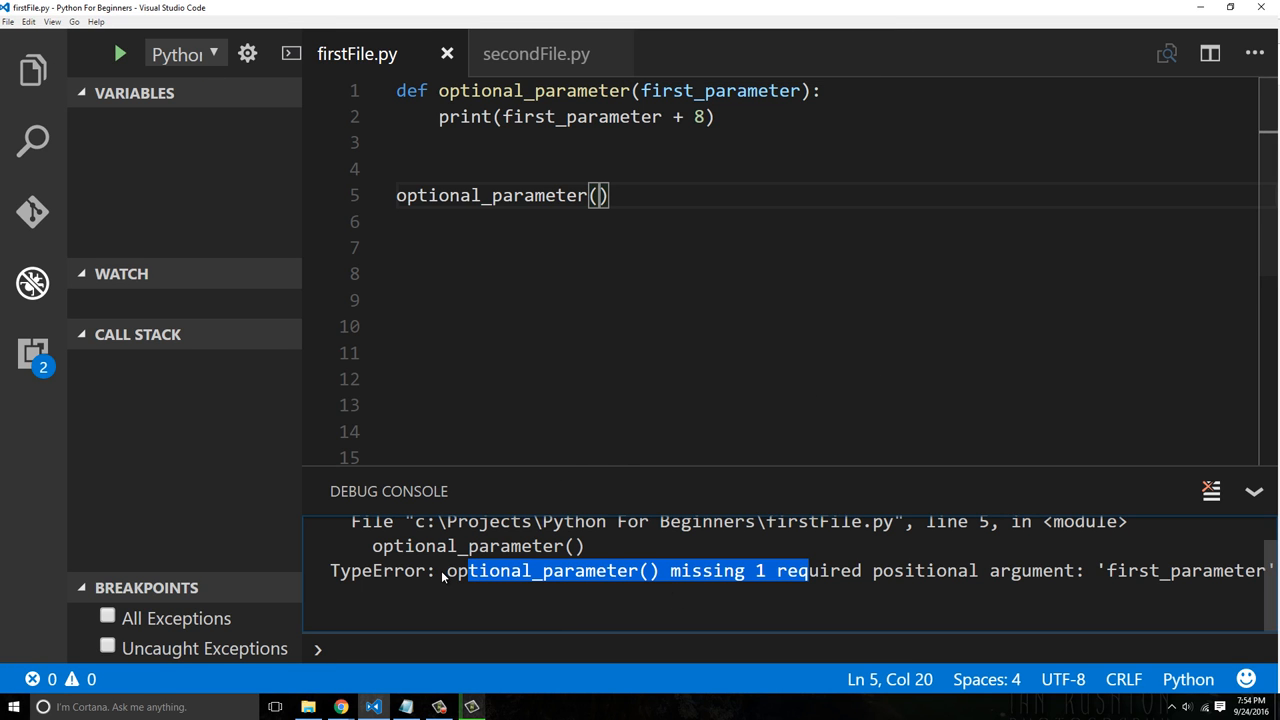 firstFile.py - Python For Beginners - Visual Studio Code
File Edit View Go Help
Python
firstFile.py
secondFile.py
VARIABLES
WATCH
CALL STACK
BREAKPOINTS
All Exceptions
Uncaught Exceptions
2
1 def optional_parameter(first_parameter):
2 print(first_parameter + 8)
3
4
5 optional_parameter()
6
7
8
9
10
11
12
13
14
15
DEBUG CONSOLE
File "c:\Projects\Python For Beginners\firstFile.py", line 5, in <module>
optional_parameter()
TypeError: optional_parameter() missing 1 required positional argument: 'first_parameter'
0 0
Ln 5, Col 20 Spaces: 4 UTF-8 CRLF Python
I'm Cortana. Ask me anything.
7:54 PM
9/24/2016